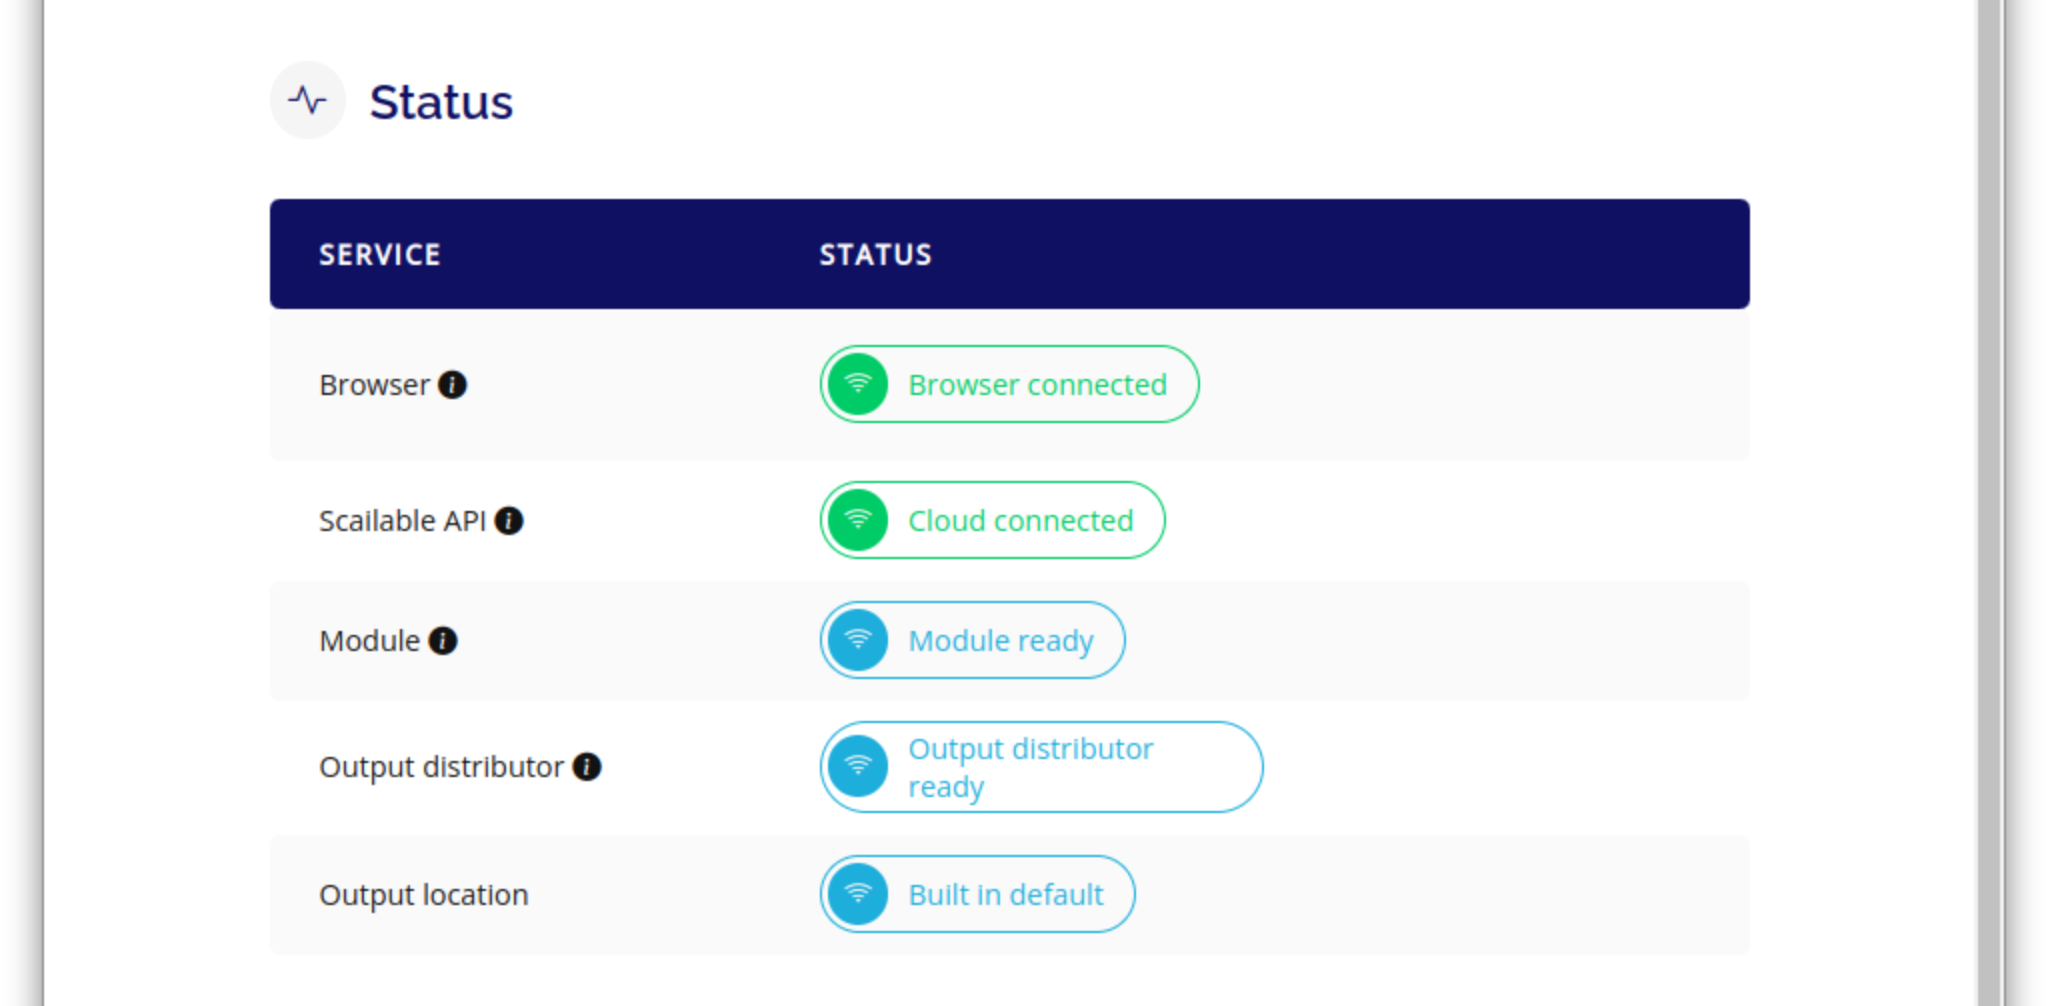 Status
SERVICE STATUS
Browser i Browser connected
Scailable API i Cloud connected
Module i Module ready
Output distributor i Output distributor
ready
Output location Built in default